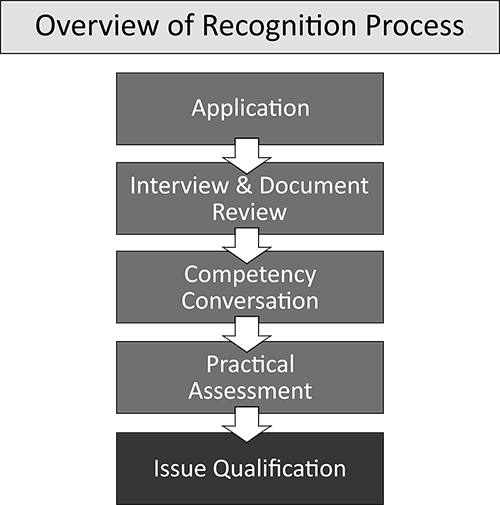 Overview of Recognition Process
Application
Interview & Document
Review
Competency
Conversation
Practical
Assessment
Issue Qualification